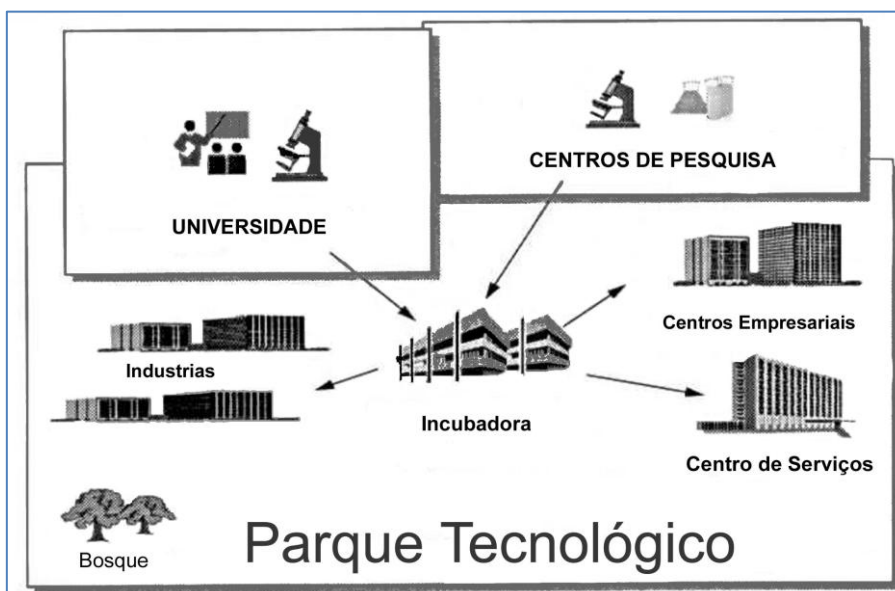 UNIVERSIDADE
CENTROS DE PESQUISA
Industrias
Incubadora
Centros Empresariais
Centro de Serviços
Bosque
Parque Tecnológico